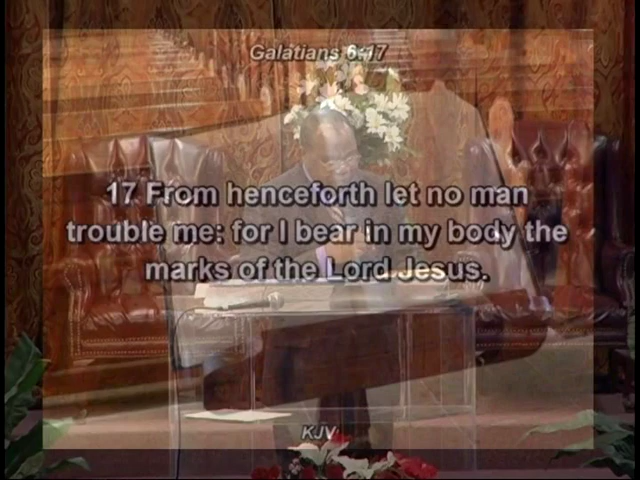 Galatians 6:17
17 From henceforth let no man
trouble me: for I bear in my body the
marks of the Lord Jesus.
KJV